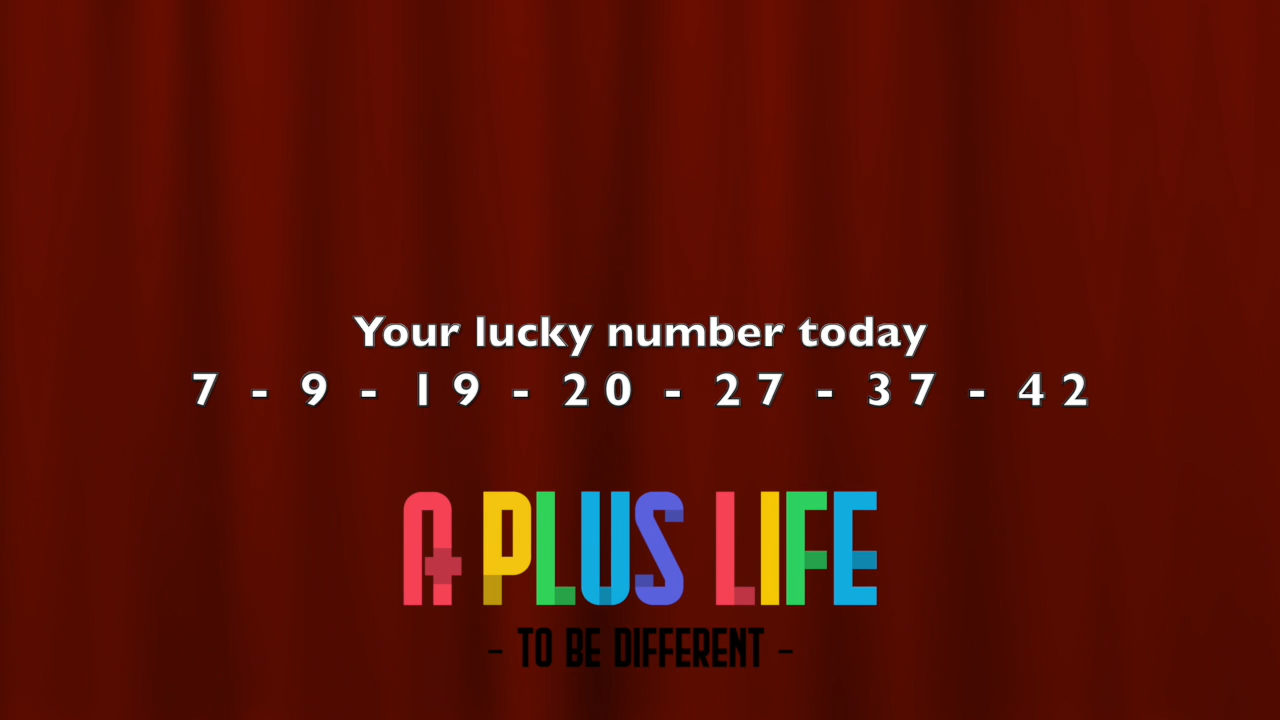 Your lucky number today
7 - 9 - 19 - 20 - 27 - 37 - 42
A PLUS LIFE
- TO BE DIFFERENT -